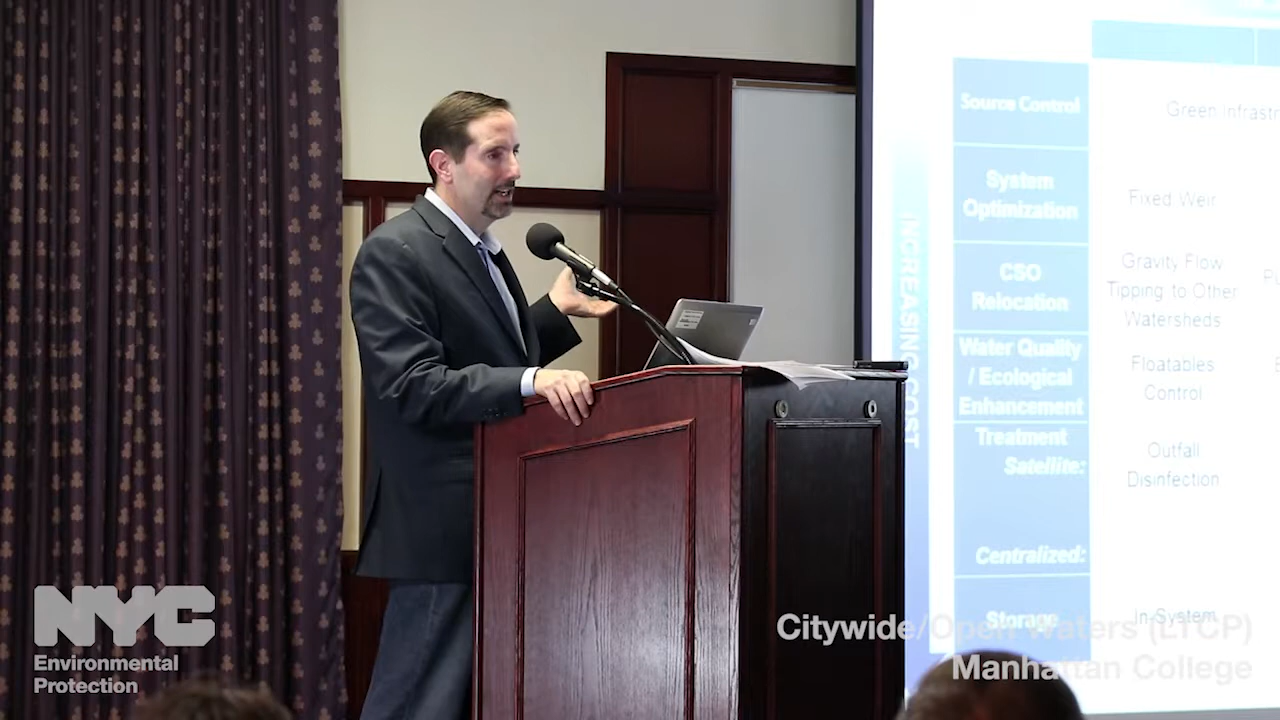 Source Control
Green Infrastr
System
Optimization
Fixed Weir
INCREASING COST
CSO
Relocation
Gravity Flow
Tipping to Other
Watersheds
Water Quality
/ Ecological
Enhancement
Floatables
Control
Treatment
Satellite:
Outfall
Disinfection
Centralized:
Storage
In-System
NYC
Environmental
Protection
Citywide/Open Waters (LTCP)
Manhattan College